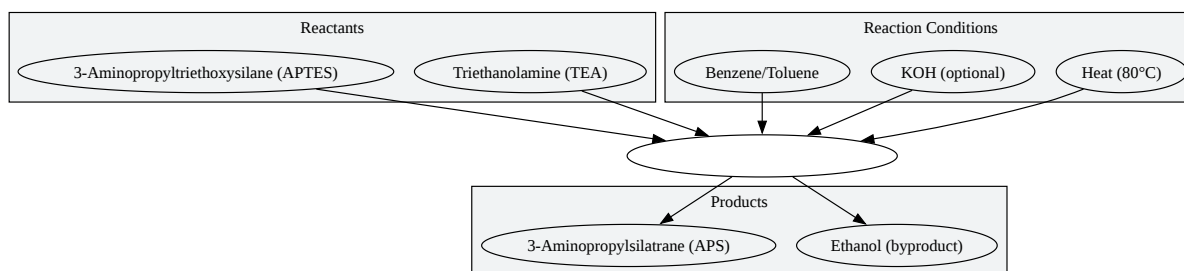 Reactants
Reaction Conditions
3-Aminopropyltriethoxysilane (APTES)
Triethanolamine (TEA)
Benzene/Toluene
KOH (optional)
Heat (80°C)
Products
3-Aminopropylsilatrane (APS)
Ethanol (byproduct)